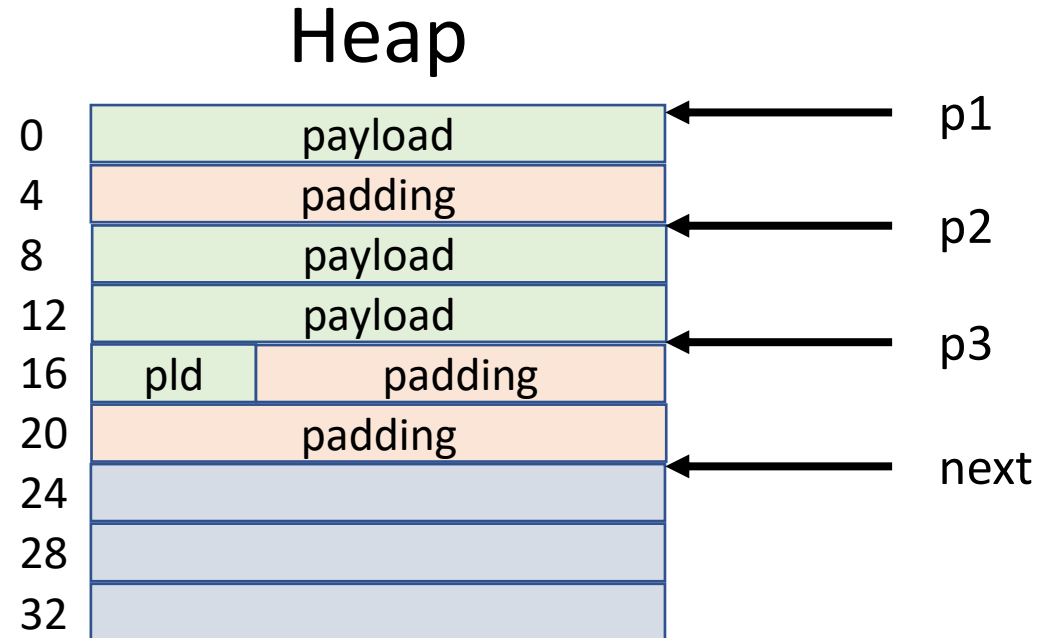 Heap
0 payload p1
4 padding
p2
8 payload
12 payload
p3
16 pld padding
20 padding
next
24
28
32